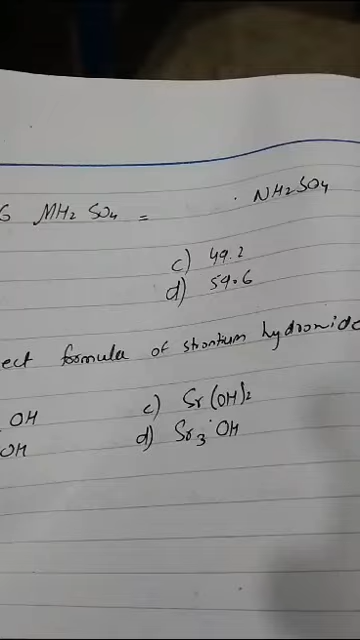 6 MH2 SO4 = . NH2SO4
c) 49.2
d) 59.6
ect formula of strontium hydroxide
OH c) Sr(OH)2
OH d) Sr3 OH